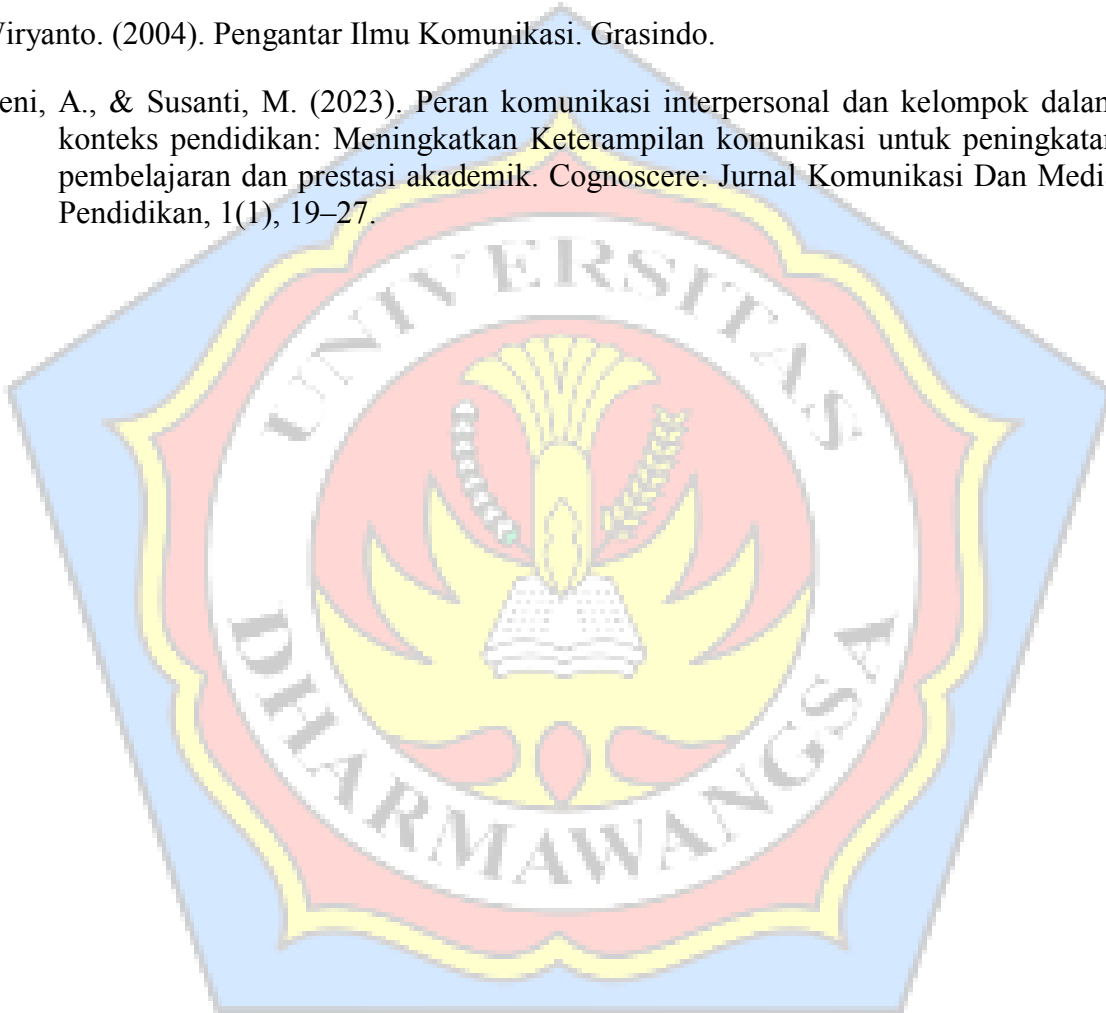 Wiryanto. (2004). Pengantar Ilmu Komunikasi. Grasindo.
eni, A., & Susanti, M. (2023). Peran komunikasi interpersonal dan kelompok dalam
konteks pendidikan: Meningkatkan Keterampilan komunikasi untuk peningkatan
pembelajaran dan prestasi akademik. Cognoscere: Jurnal Komunikasi Dan Medi
Pendidikan, 1(1), 19–27.
UNIVERSITAS
DHARMAWANGSA